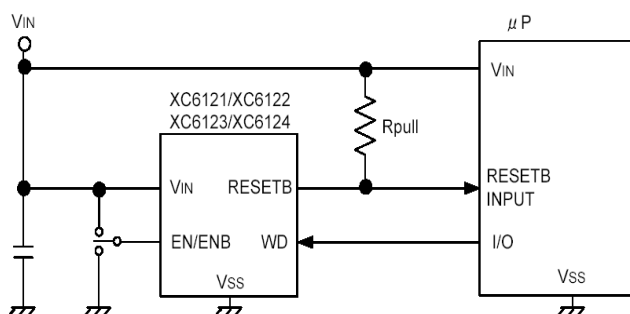 VIN
μP
VIN
XC6121/XC6122
XC6123/XC6124
Rpull
VIN
RESETB
RESETB
INPUT
EN/ENB
WD
I/O
VSS
VSS